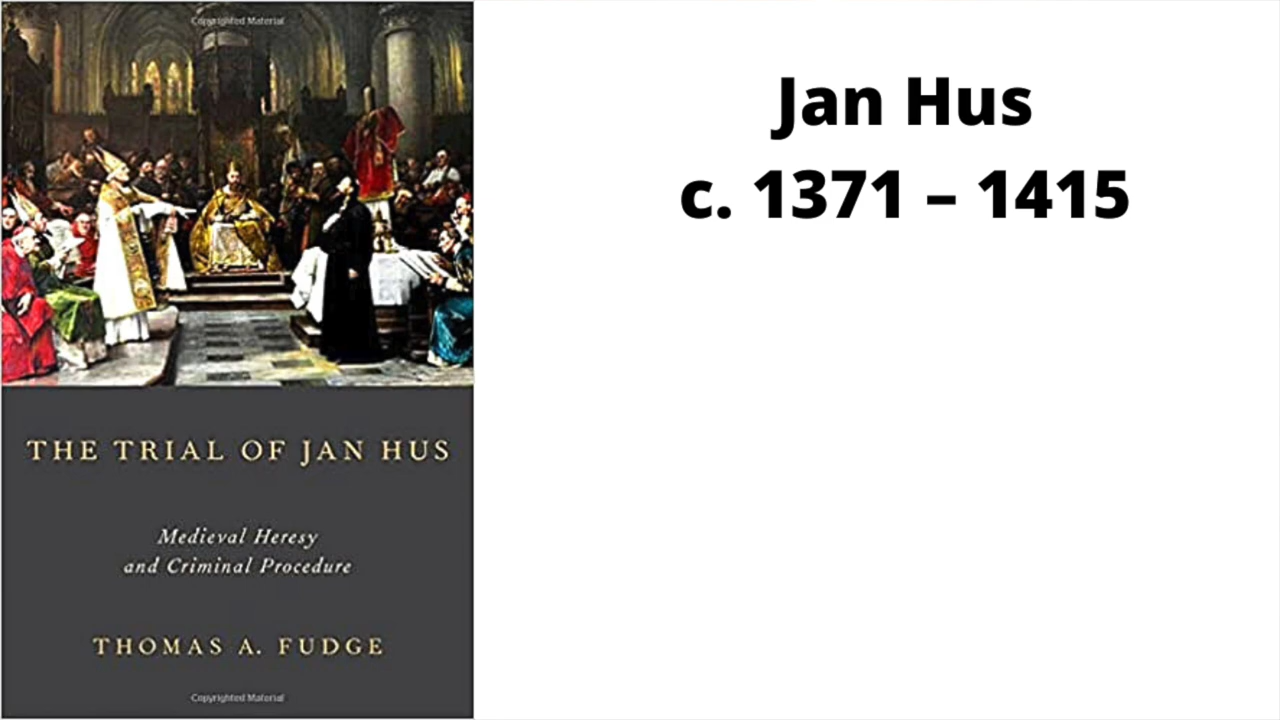 Copyrighted Material
THE TRIAL OF JAN HUS
Medieval Heresy
and Criminal Procedure
THOMAS A. FUDGE
Copyrighted Material
Jan Hus
c. 1371 – 1415